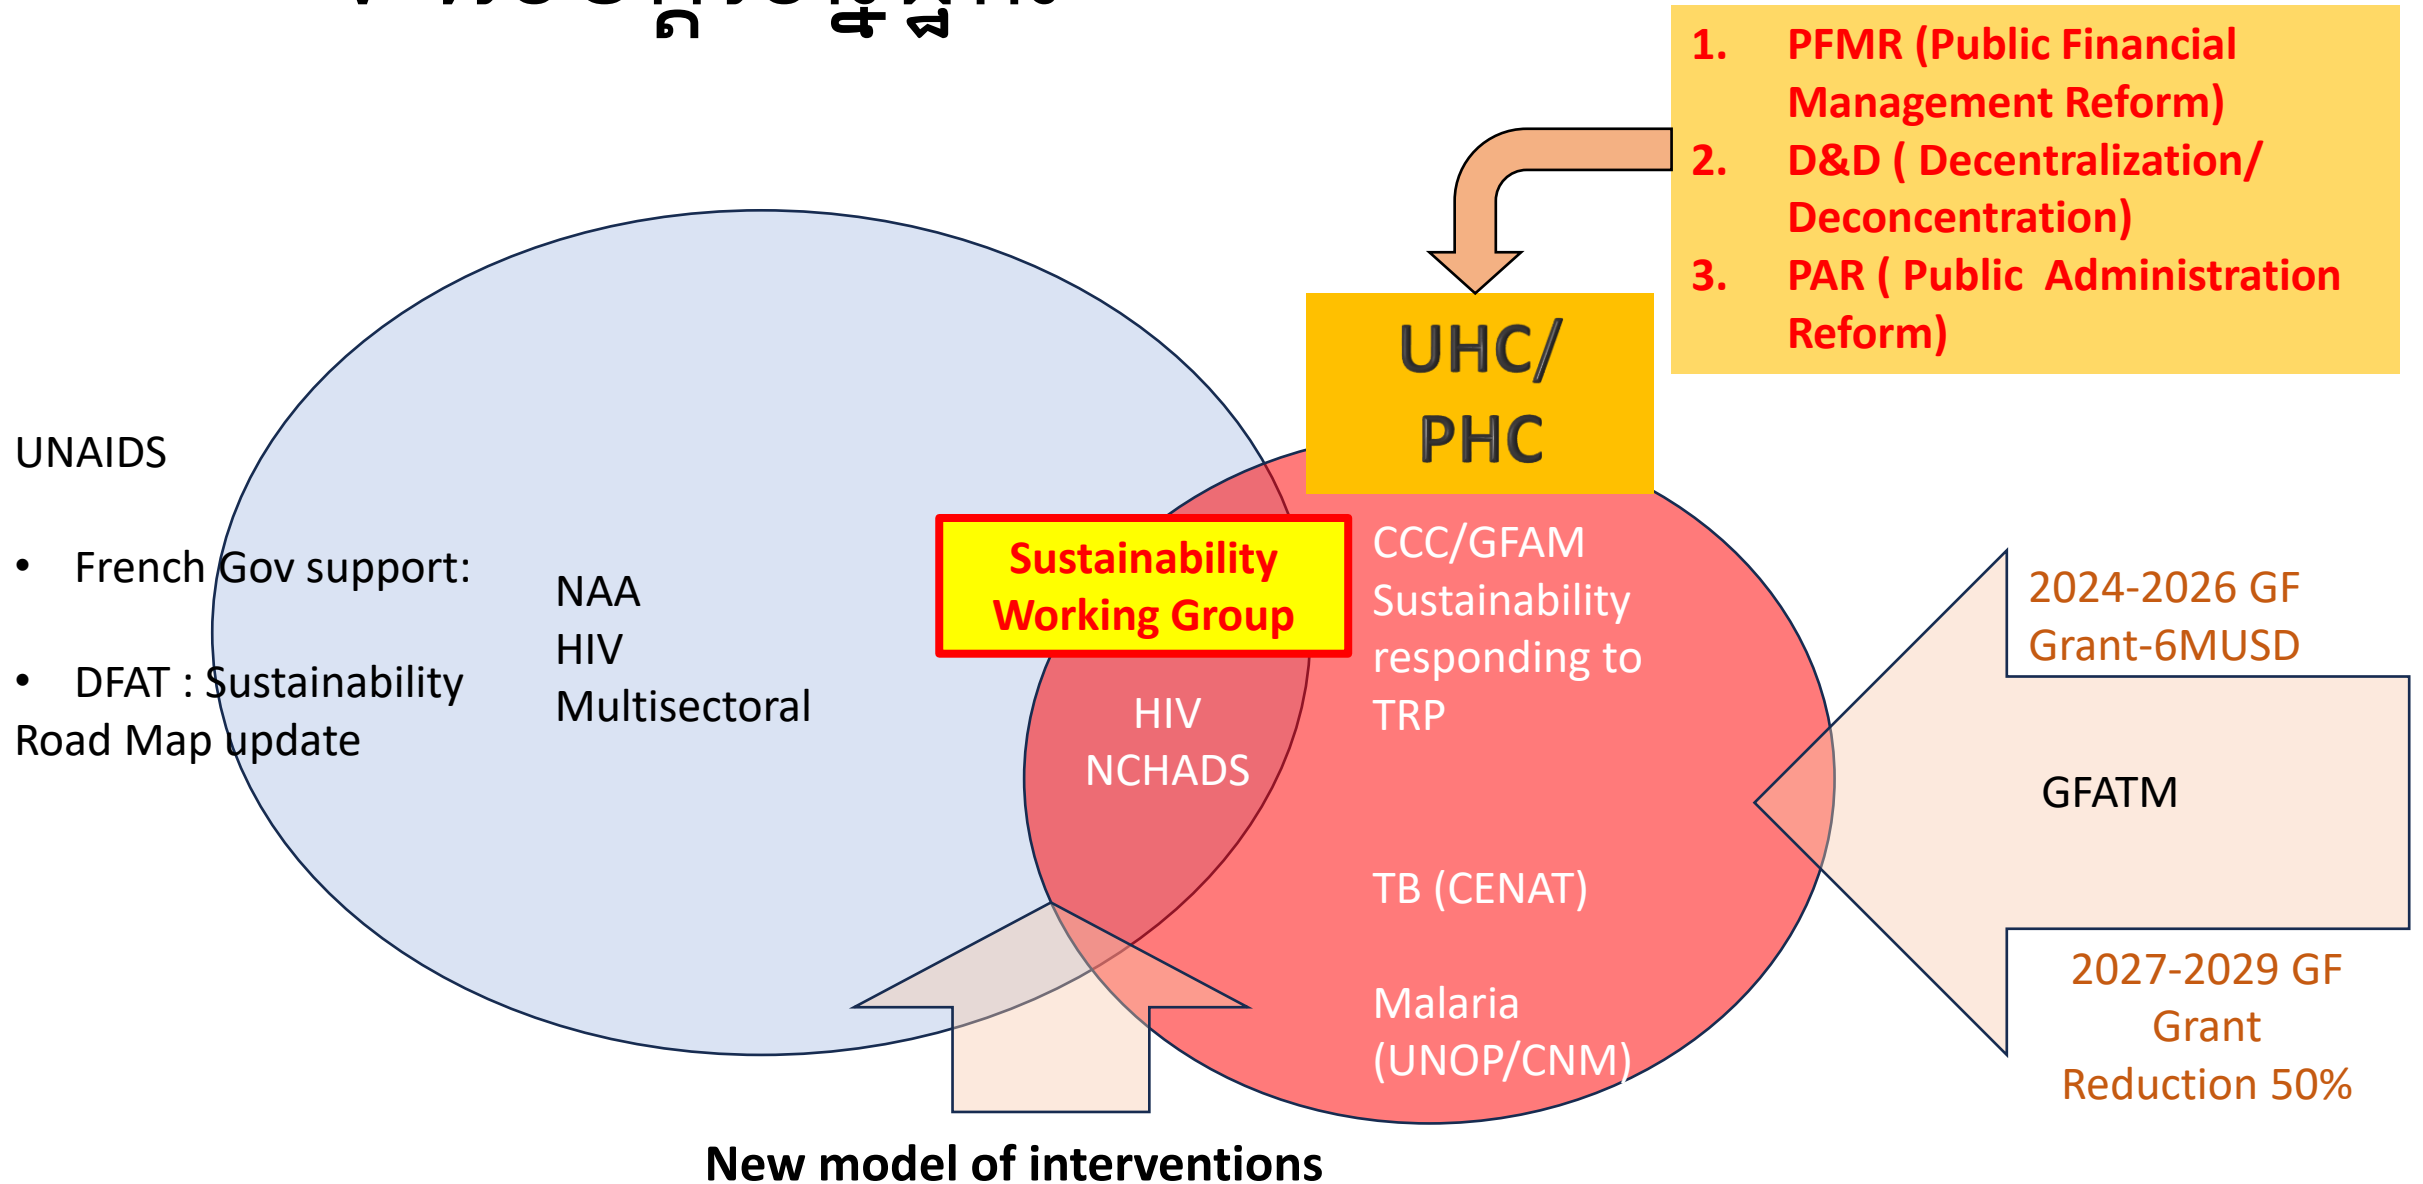 1. PFMR (Public Financial
Management Reform)
2. D&D ( Decentralization/
Deconcentration)
3. PAR ( Public Administration
Reform)
UHC/
PHC
UNAIDS
• French Gov support:
• DFAT : Sustainability
Road Map update
NAA
HIV
Multisectoral
Sustainability
Working Group
HIV
NCHADS
CCC/GFAM
Sustainability
responding to
TRP
TB (CENAT)
Malaria
(UNOP/CNM)
2024-2026 GF
Grant-6MUSD
GFATM
2027-2029 GF
Grant
Reduction 50%
New model of interventions